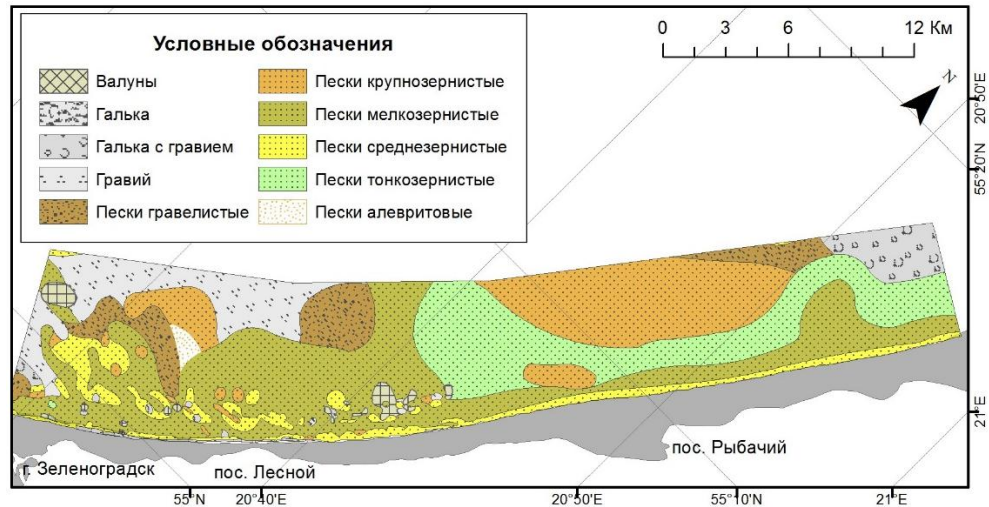 Условные обозначения
Валуны
Галька
Галька с гравием
Гравий
Пески гравелистые
Пески крупнозернистые
Пески мелкозернистые
Пески среднезернистые
Пески тонкозернистые
Пески алевритовые
0 3 6 12 Км
N
20°50'E
55°20'N
21°E
г. Зеленоградск
пос. Лесной
пос. Рыбачий
55°N 20°40'E 20°50'E 55°10'N 21°E